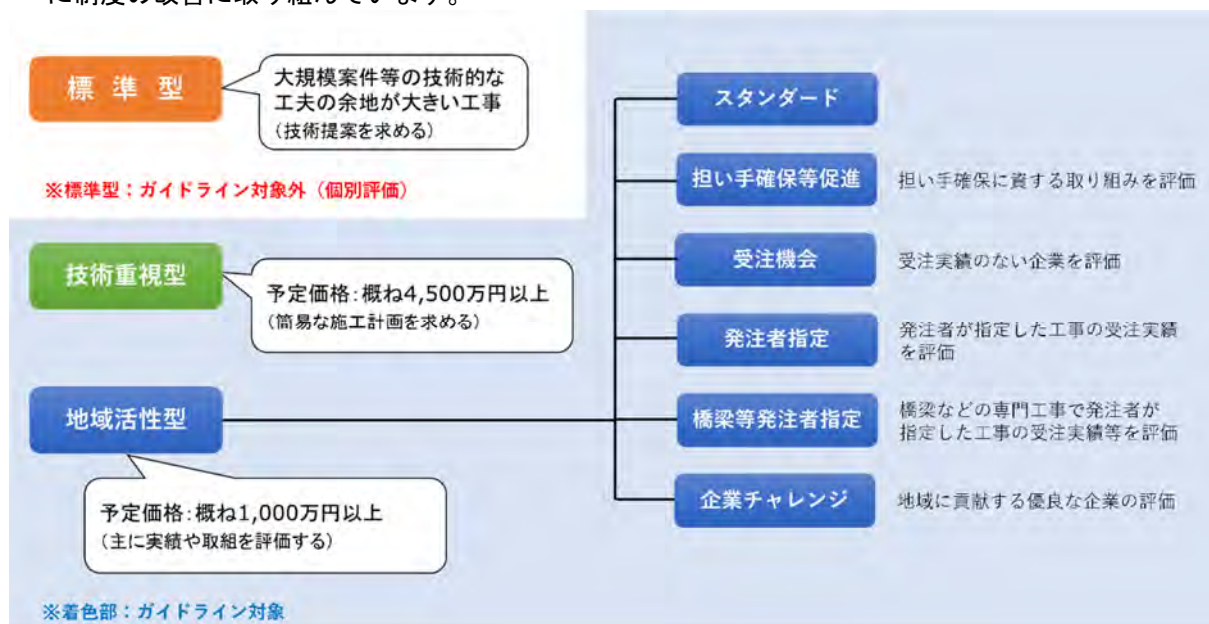 に制度の改善に取り組んでいます。
標 準 型
大規模案件等の技術的な
工夫の余地が大きい工事
（技術提案を求める）
※標準型：ガイドライン対象外（個別評価）
技術重視型
予定価格：概ね4,500万円以上
（簡易な施工計画を求める）
地域活性型
予定価格：概ね1,000万円以上
（主に実績や取組を評価する）
※着色部：ガイドライン対象
スタンダード
担い手確保等促進
担い手確保に資する取り組みを評価
受注機会
受注実績のない企業を評価
発注者指定
発注者が指定した工事の受注実績
を評価
橋梁等発注者指定
橋梁などの専門工事で発注者が
指定した工事の受注実績等を評価
企業チャレンジ
地域に貢献する優良な企業の評価